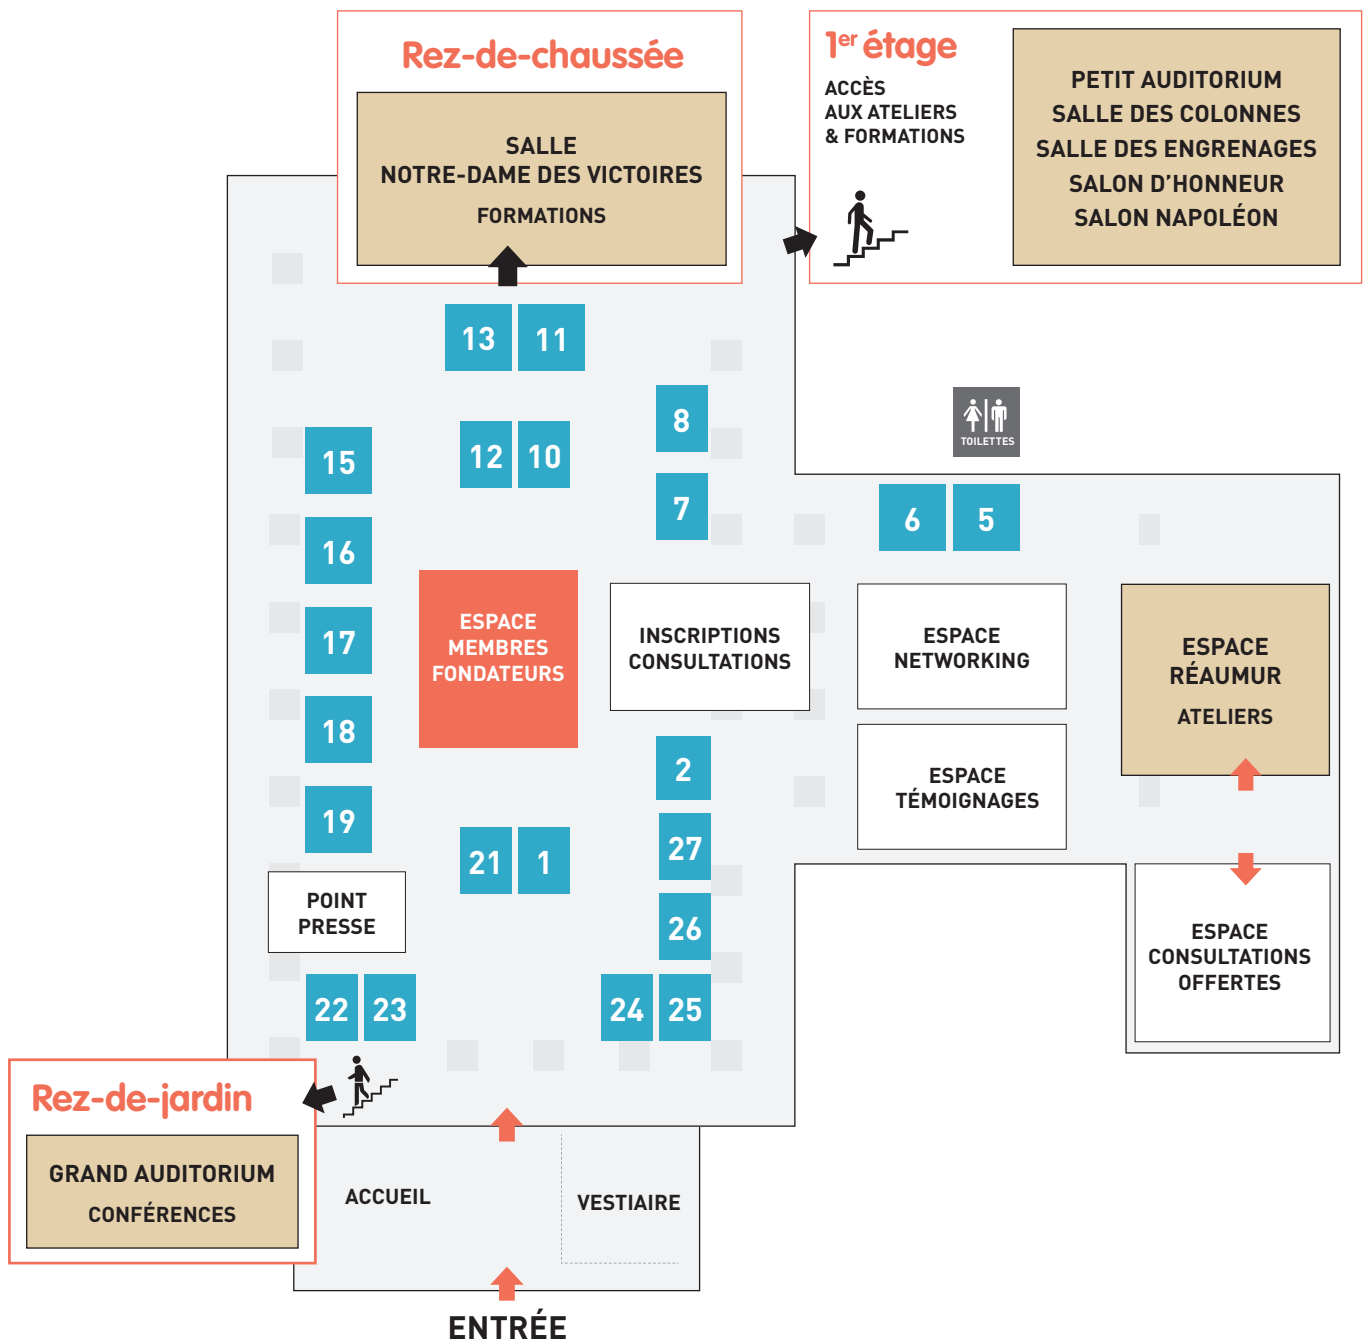 Rez-de-chaussée
SALLE
NOTRE-DAME DES VICTOIRES
FORMATIONS
1er étage
ACCÈS
AUX ATELIERS
& FORMATIONS
PETIT AUDITORIUM
SALLE DES COLONNES
SALLE DES ENGRENAGES
SALON D'HONNEUR
SALON NAPOLÉON
13 11
8
TOILETTES
12 10
15
7
6 5
16
17
ESPACE
MEMBRES
FONDATEURS
INSCRIPTIONS
CONSULTATIONS
ESPACE
NETWORKING
ESPACE
RÉAUMUR
ATELIERS
18
2
ESPACE
TÉMOIGNAGES
19
21 1
27
POINT
PRESSE
26
ESPACE
CONSULTATIONS
OFFERTES
22 23
24 25
Rez-de-jardin
GRAND AUDITORIUM
CONFÉRENCES
ACCUEIL
VESTIAIRE
ENTRÉE